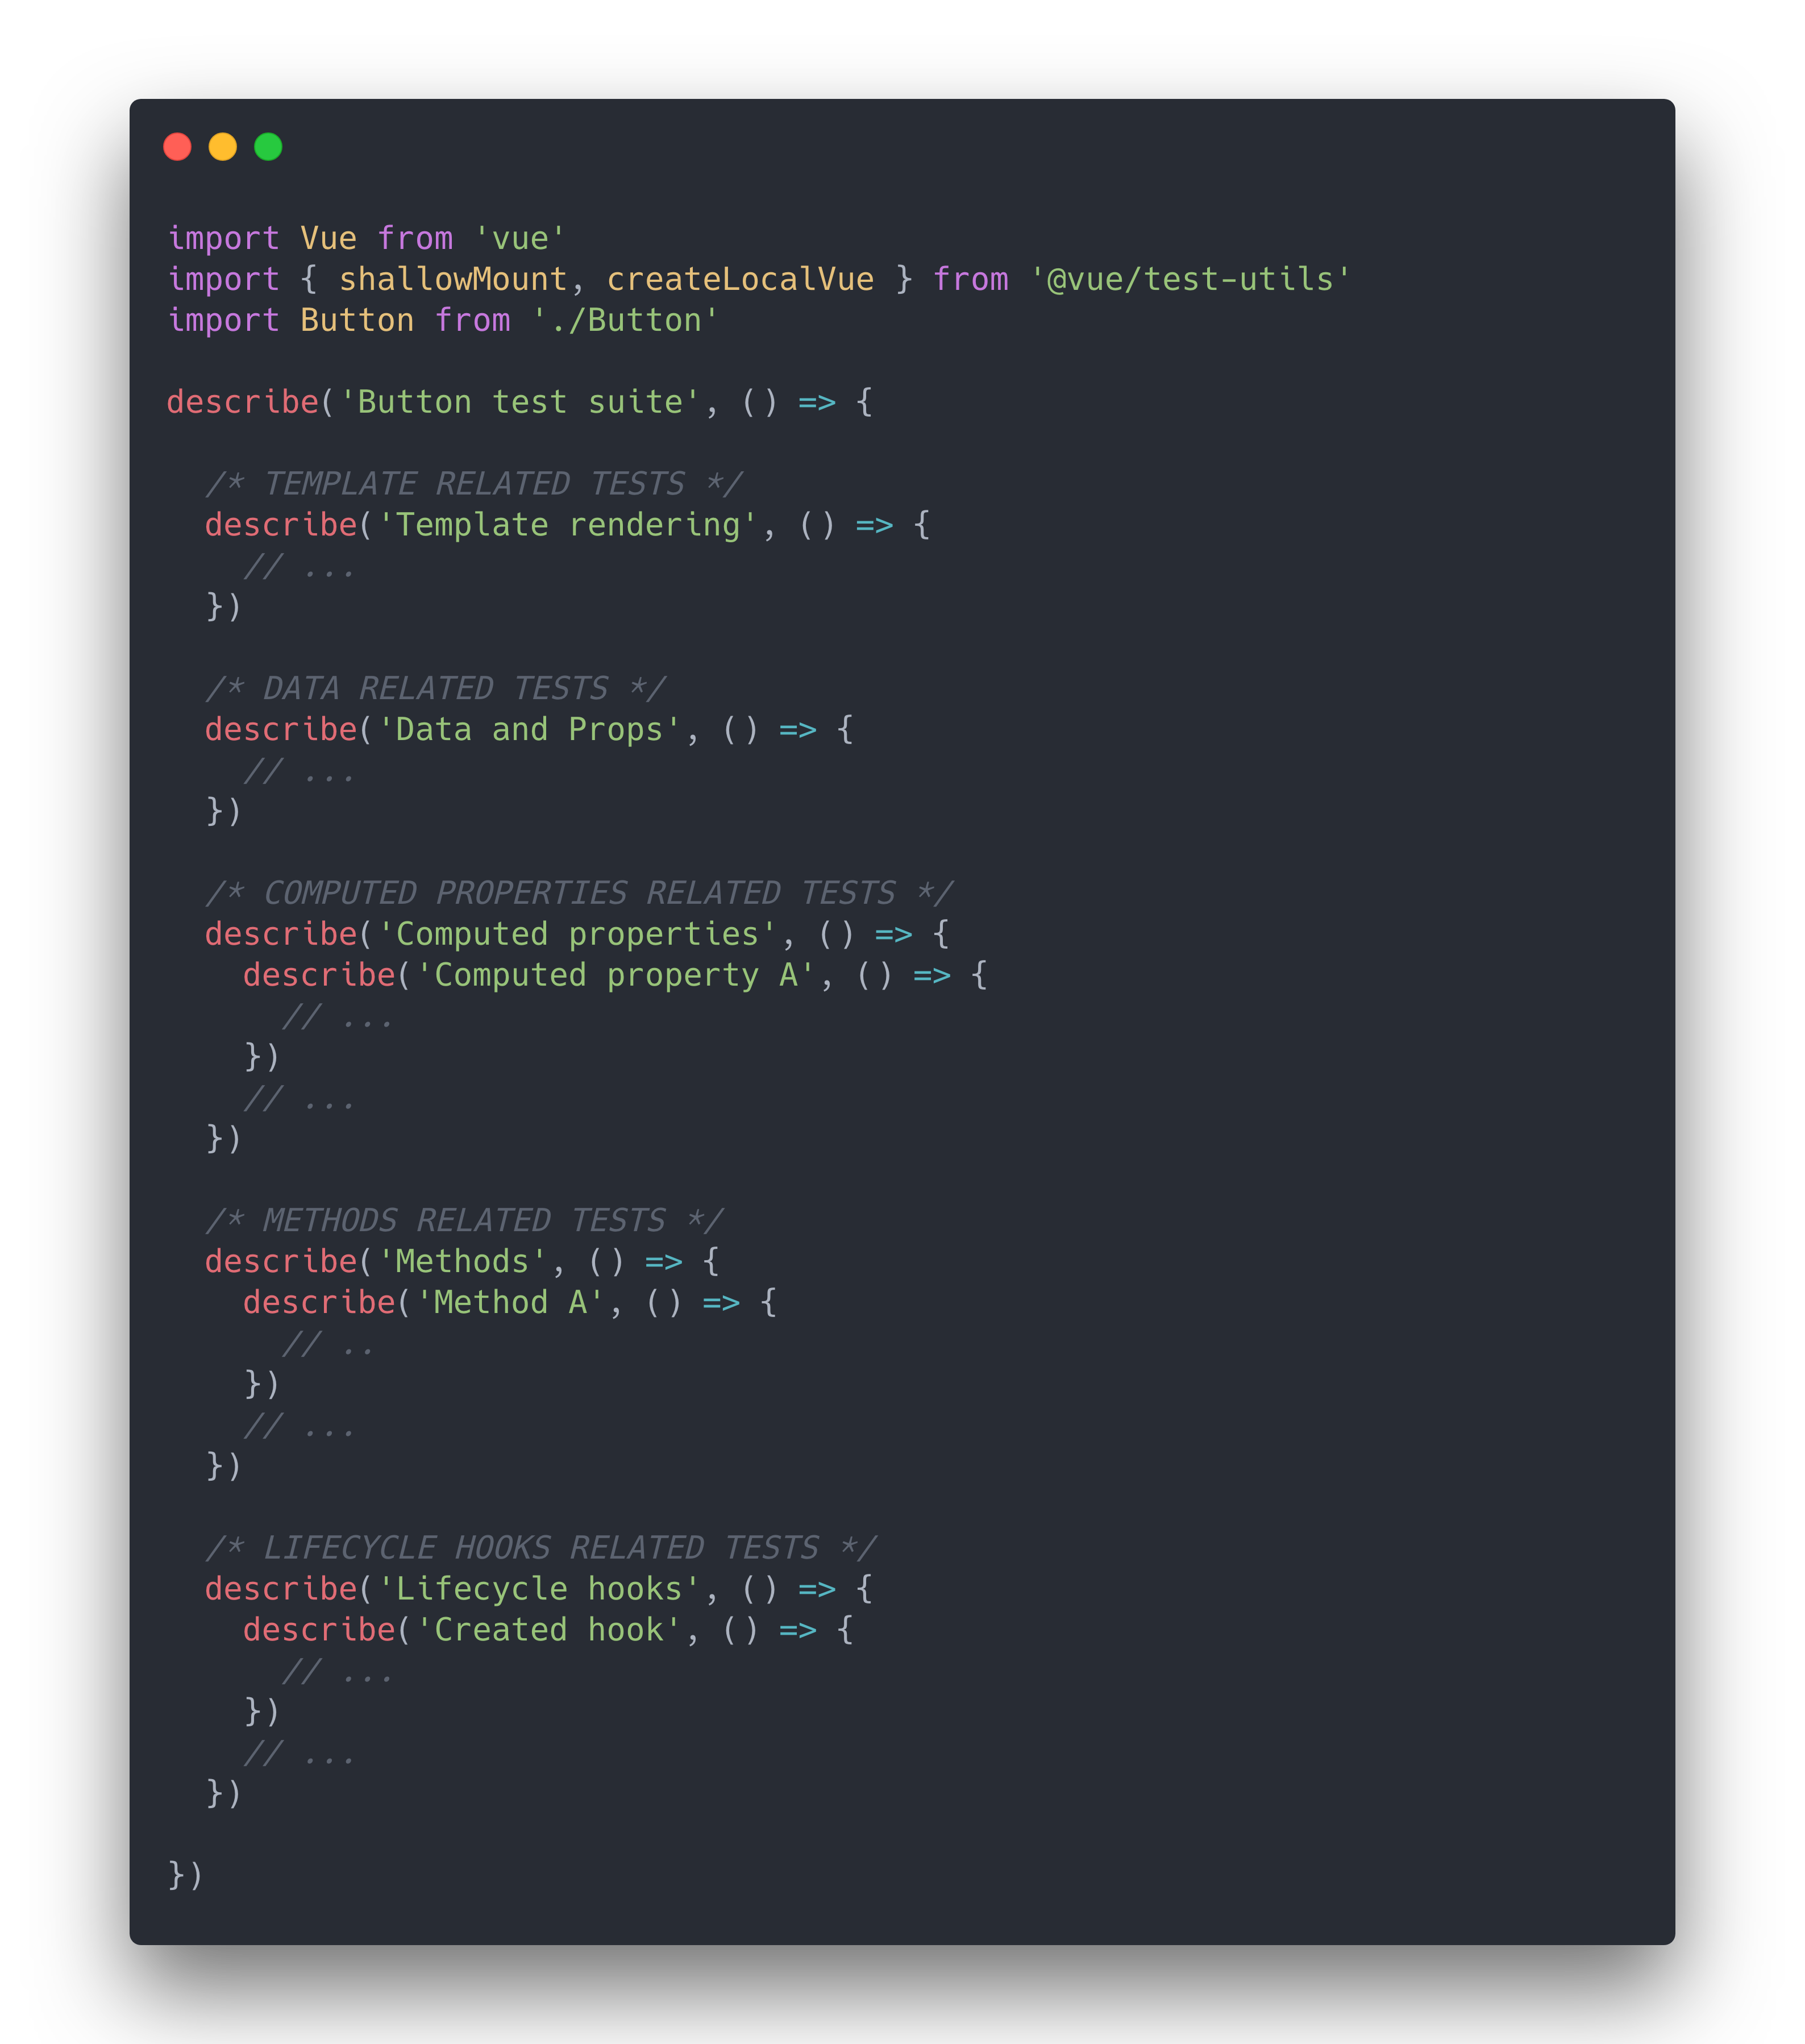 import Vue from 'vue'
import { shallowMount, createLocalVue } from '@vue/test-utils'
import Button from './Button'

describe('Button test suite', () => {

  /* TEMPLATE RELATED TESTS */
  describe('Template rendering', () => {
    // ...
  })

  /* DATA RELATED TESTS */
  describe('Data and Props', () => {
    // ...
  })

  /* COMPUTED PROPERTIES RELATED TESTS */
  describe('Computed properties', () => {
    describe('Computed property A', () => {
      // ...
    })
    // ...
  })

  /* METHODS RELATED TESTS */
  describe('Methods', () => {
    describe('Method A', () => {
      // ..
    })
    // ...
  })

  /* LIFECYCLE HOOKS RELATED TESTS */
  describe('Lifecycle hooks', () => {
    describe('Created hook', () => {
      // ...
    })
    // ...
  })

})